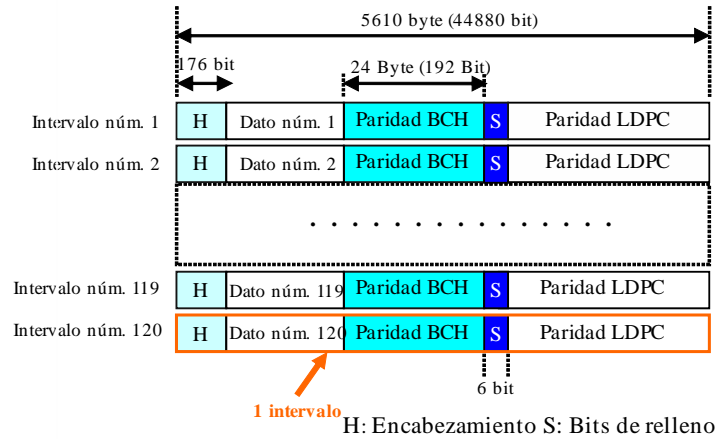 5610 byte (44880 bit)
176 bit
24 Byte (192 Bit)
Intervalo núm. 1 H Dato núm. 1 Paridad BCH S Paridad LDPC
Intervalo núm. 2 H Dato núm. 2 Paridad BCH S Paridad LDPC
Intervalo núm. 119 H Dato núm. 119 Paridad BCH S Paridad LDPC
Intervalo núm. 120 H Dato núm. 120 Paridad BCH S Paridad LDPC
6 bit
1 intervalo
H: Encabezamiento S: Bits de relleno